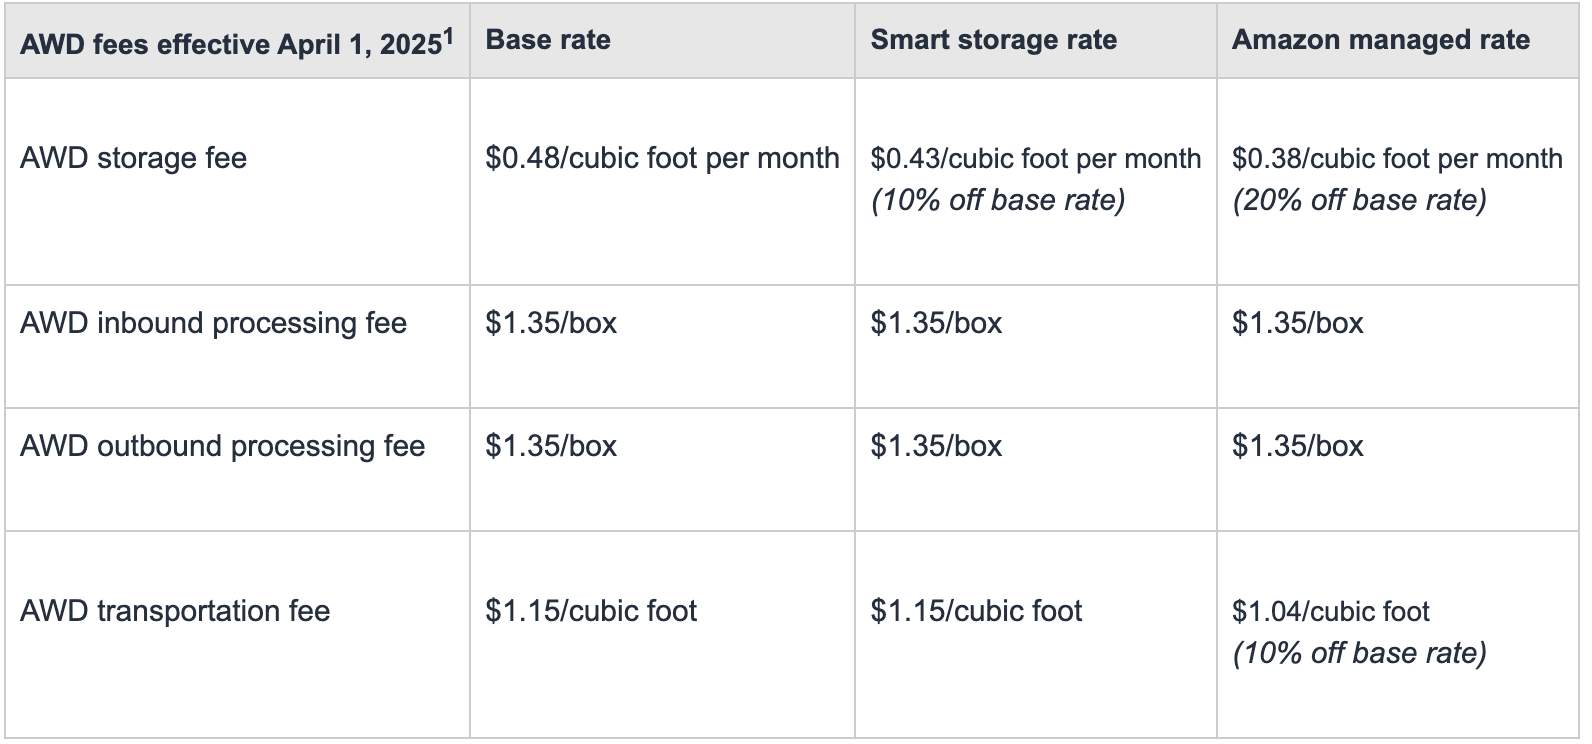 AWD fees effective April 1, 2025¹ Base rate Smart storage rate Amazon managed rate
AWD storage fee $0.48/cubic foot per month $0.43/cubic foot per month $0.38/cubic foot per month
(10% off base rate) (20% off base rate)
AWD inbound processing fee $1.35/box $1.35/box $1.35/box
AWD outbound processing fee $1.35/box $1.35/box $1.35/box
AWD transportation fee $1.15/cubic foot $1.15/cubic foot $1.04/cubic foot
(10% off base rate)